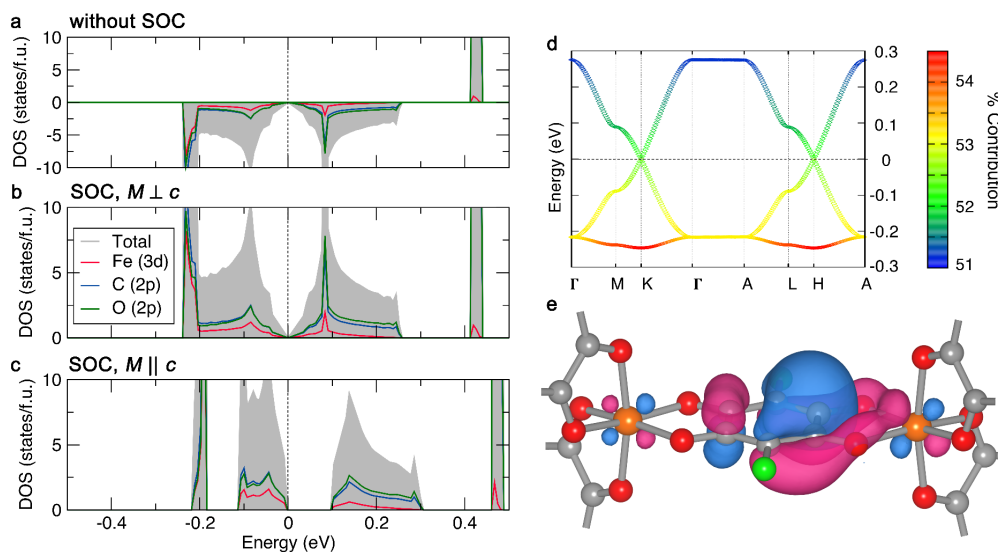 a without SOC
10
5
0
-5
-10
DOS (states/f.u.)
b SOC, M ⊥ c
10
5
0
DOS (states/f.u.)
Total
Fe (3d)
C (2p)
O (2p)
c SOC, M || c
10
5
0
DOS (states/f.u.)
-0.4 -0.2 0 0.2 0.4
Energy (eV)
d
Energy (eV)
0.3
0.2
0.1
0
-0.1
-0.2
-0.3
Γ M K Γ A L H A
54
53
52
51
% Contribution
e